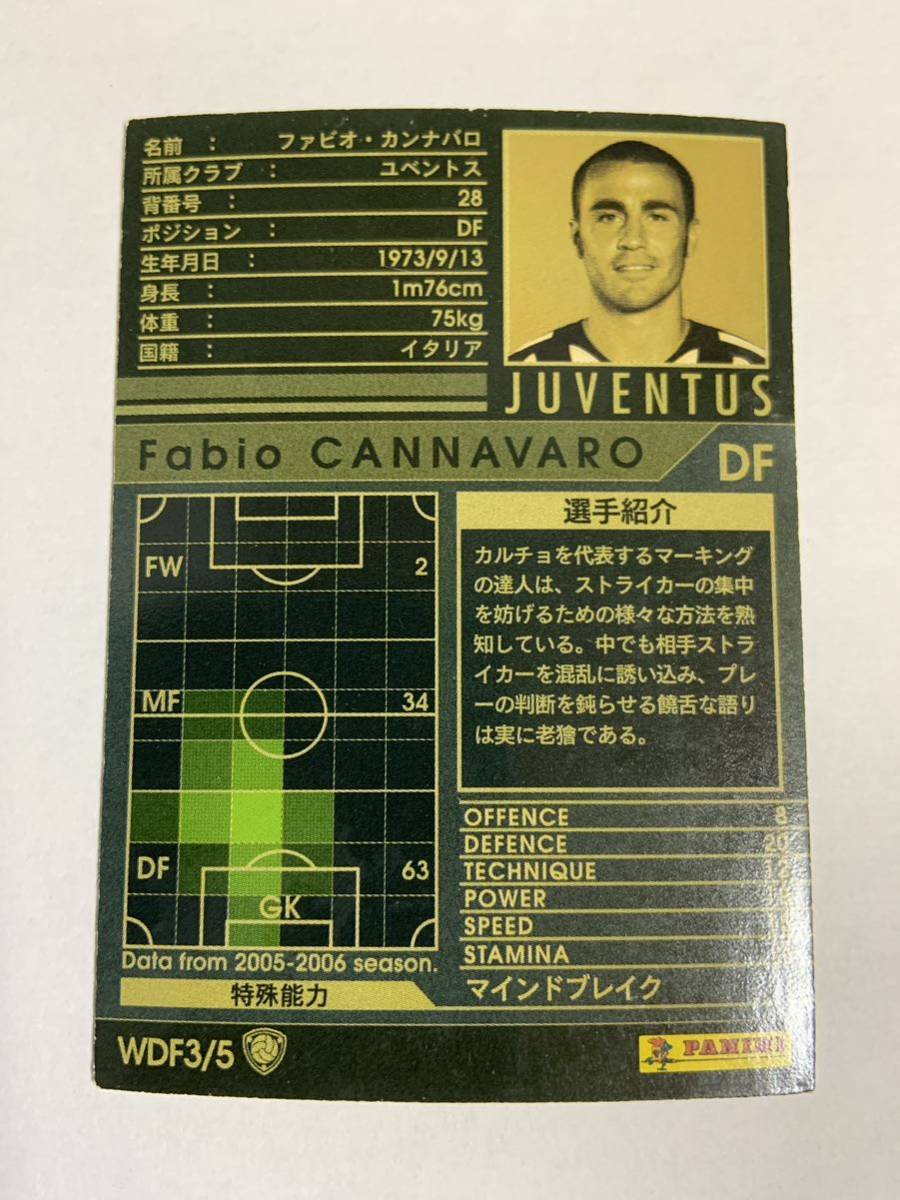 名前 : ファビオ・カンナバロ
所属クラブ : ユベントス
背番号 : 28
ポジション : DF
生年月日 : 1973/9/13
身長 : 1m76cm
体重 : 75kg
国籍 : イタリア
JUVENTUS
Fabio CANNAVARO
DF
FW 2
MF 34
DF 63
GK
Data from 2005-2006 season.
選手紹介
カルチョを代表するマーキング
の達人は、ストライカーの集中
を妨げるための様々な方法を熟
知している。中でも相手ストラ
イカーを混乱に誘い込み、プレ
ーの判断を鈍らせる饒舌な語り
は実に老獪である。
OFFENCE 8
DEFENCE 20
TECHNIQUE
POWER
SPEED
STAMINA
特殊能力 マインドブレイク
WDF3/5
PANINI